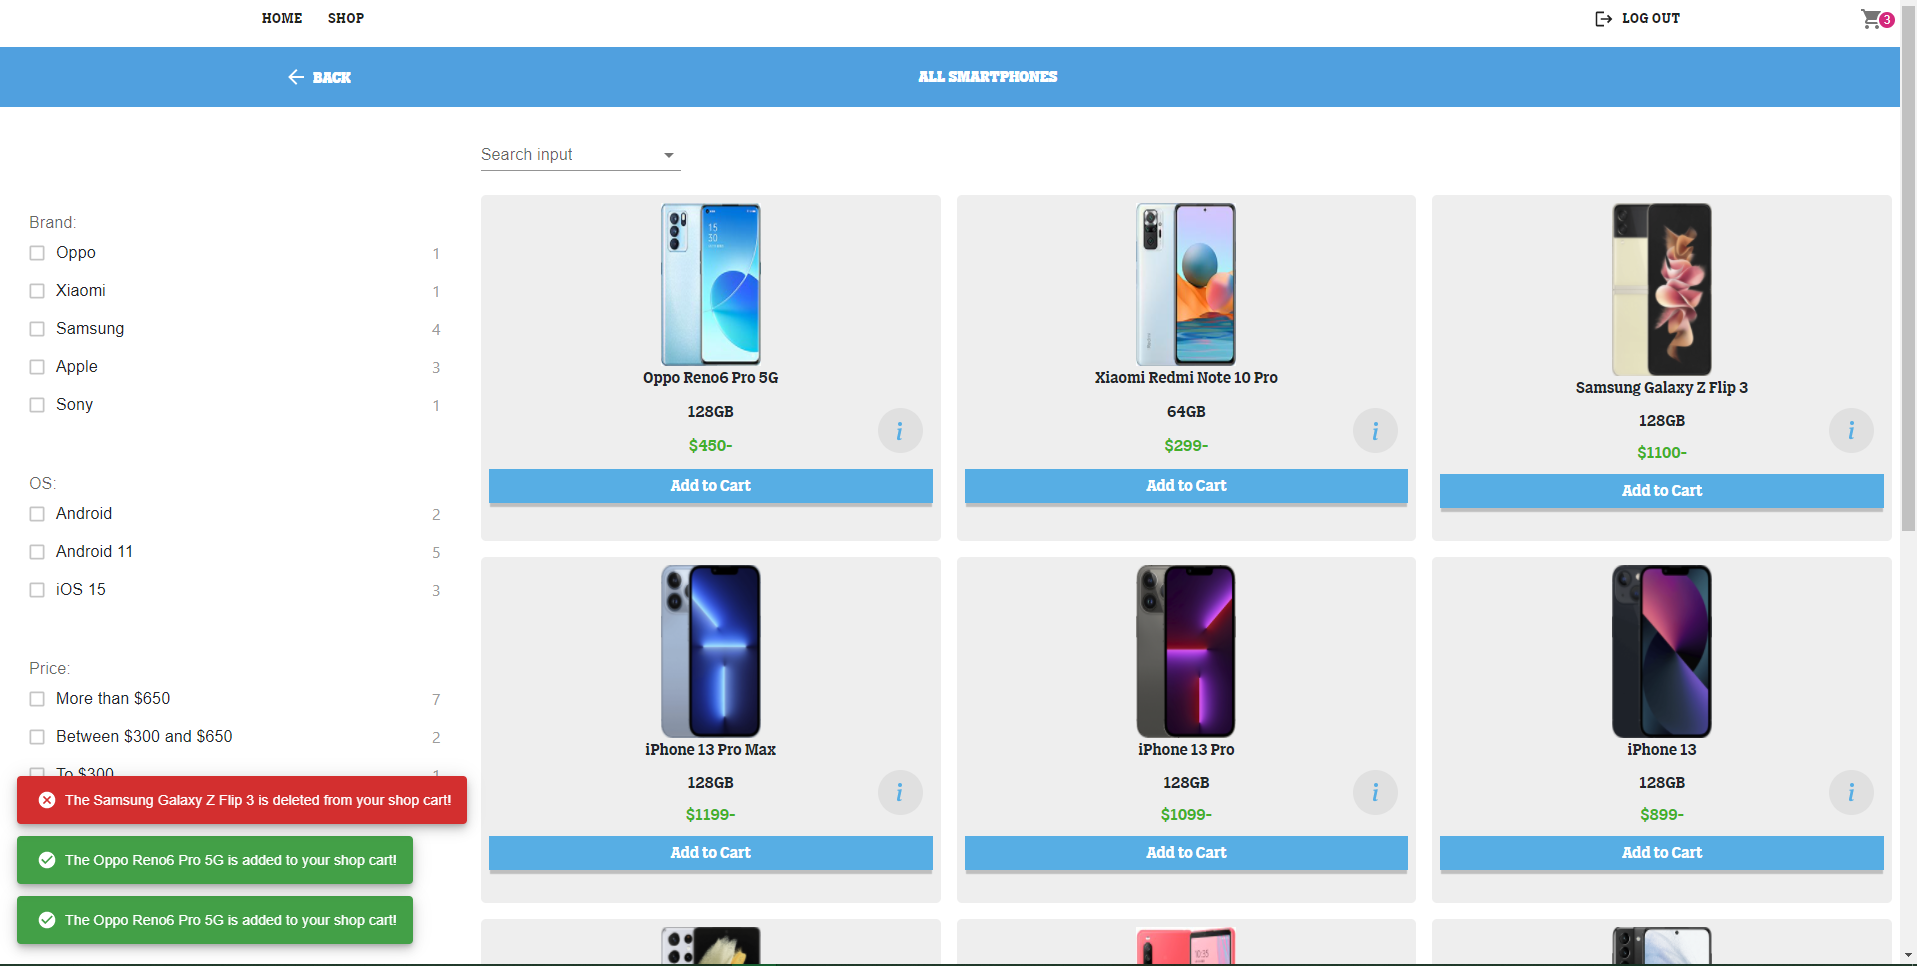 HOME SHOP LOG OUT 3
BACK ALL SMARTPHONES
Search input
Brand:
Oppo 1
Xiaomi 1
Samsung 4
Apple 3
Sony 1
OS:
Android 2
Android 11 5
iOS 15 3
Price:
More than $650 7
Between $300 and $650 2
To $300 1
Oppo Reno6 Pro 5G
128GB
$450-
i
Add to Cart
Xiaomi Redmi Note 10 Pro
64GB
$299-
i
Add to Cart
Samsung Galaxy Z Flip 3
128GB
$1100-
i
Add to Cart
iPhone 13 Pro Max
128GB
$1199-
i
Add to Cart
iPhone 13 Pro
128GB
$1099-
i
Add to Cart
iPhone 13
128GB
$899-
i
Add to Cart
The Samsung Galaxy Z Flip 3 is deleted from your shop cart!
The Oppo Reno6 Pro 5G is added to your shop cart!
The Oppo Reno6 Pro 5G is added to your shop cart!